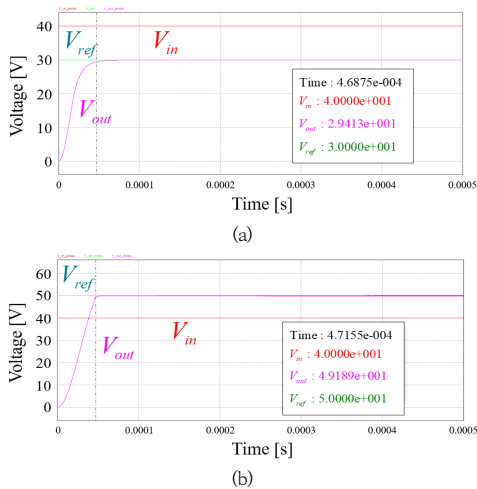 V_in_probe V_ref V_out_probe
V_ref V_in
V_out
Voltage [V]
40
30
20
10
0
Time : 4.6875e-004
V_in : 4.0000e+001
V_out : 2.9413e+001
V_ref : 3.0000e+001
0 0.0001 0.0002 0.0003 0.0004 0.0005
Time [s]
(a)
V_ref
V_out V_in
Voltage [V]
60
50
40
30
20
10
0
Time : 4.7155e-004
V_in : 4.0000e+001
V_out : 4.9189e+001
V_ref : 5.0000e+001
0 0.0001 0.0002 0.0003 0.0004 0.0005
Time [s]
(b)